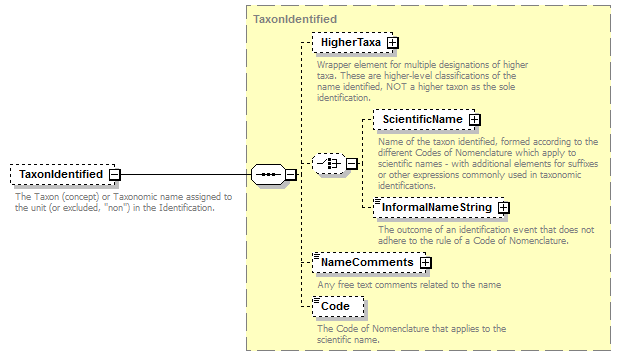 TaxonIdentified
HigherTaxa
Wrapper element for multiple designations of higher
taxa. These are higher-level classifications of the
name identified, NOT a higher taxon as the sole
identification.
ScientificName
Name of the taxon identified, formed according to the
different Codes of Nomenclature which apply to
scientific names - with additional elements for suffixes
or other expressions commonly used in taxonomic
identifications.
TaxonIdentified
The Taxon (concept) or Taxonomic name assigned to
the unit (or excluded, "non") in the Identification.
InformalNameString
The outcome of an identification event that does not
adhere to the rule of a Code of Nomenclature.
NameComments
Any free text comments related to the name
Code
The Code of Nomenclature that applies to the
scientific name.